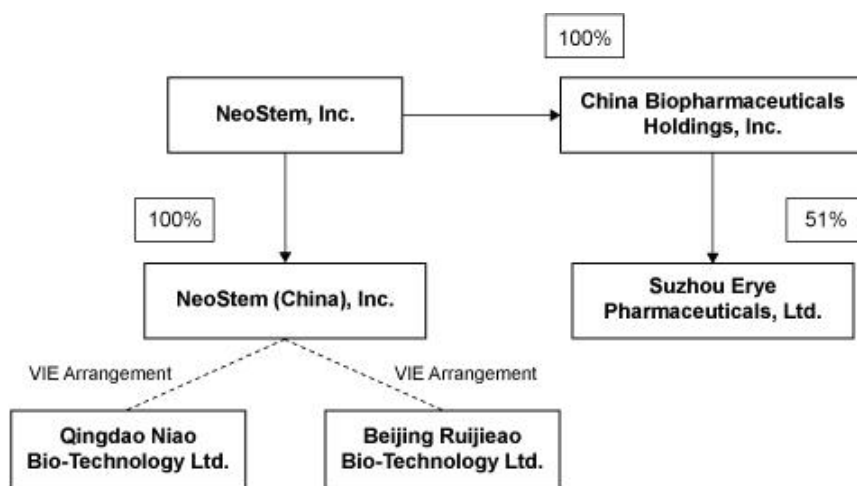 100%
NeoStem, Inc.
China Biopharmaceuticals
Holdings, Inc.
100%
51%
NeoStem (China), Inc.
Suzhou Erye
Pharmaceuticals, Ltd.
VIE Arrangement
VIE Arrangement
Qingdao Niao
Bio-Technology Ltd.
Beijing Ruijieao
Bio-Technology Ltd.